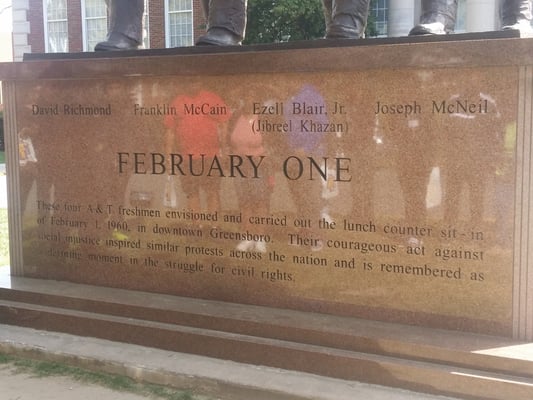 David Richmond Franklin McCain Ezell Blair, Jr. Joseph McNeil
(Jibreel Khazan)
FEBRUARY ONE
These four A & T freshmen envisioned and carried out the lunch counter sit-in
of February 1, 1960, in downtown Greensboro. Their courageous act against
social injustice inspired similar protests across the nation and is remembered as
a defining moment in the struggle for civil rights.